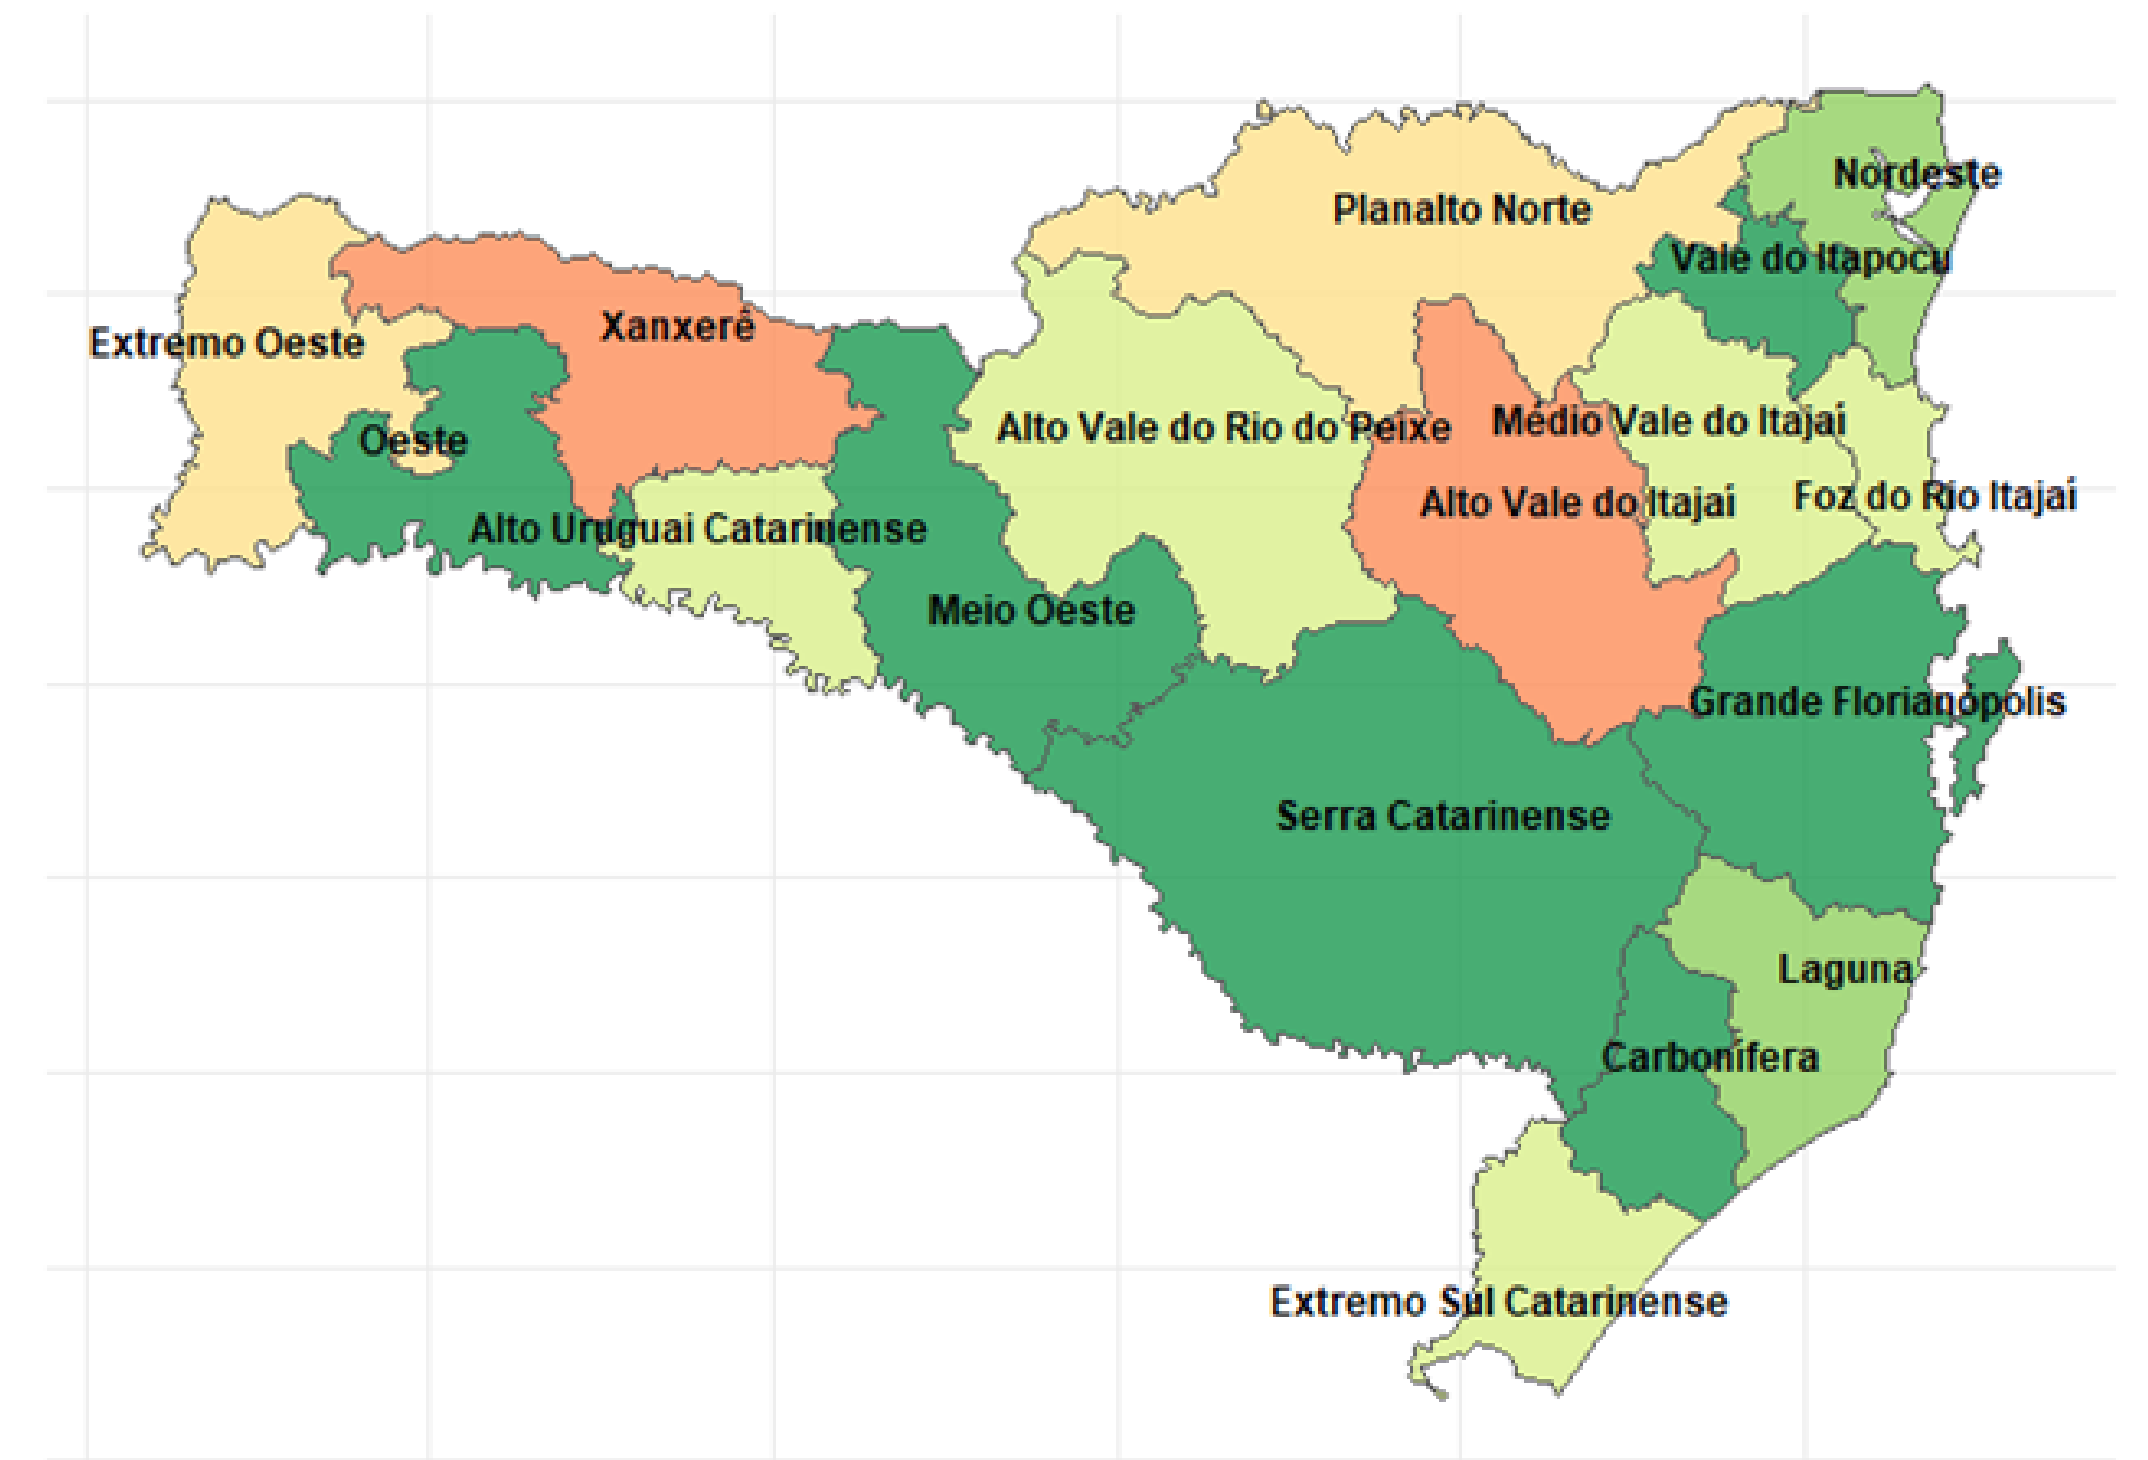 Nordeste
Planalto Norte
Vale do Itapocu
Xanxerê
Extremo Oeste
Médio Vale do Itajaí
Alto Vale do Rio do Peixe
Oeste
Foz do Rio Itajaí
Alto Vale do Itajaí
Alto Uruguai Catarinense
Meio Oeste
Grande Florianópolis
Serra Catarinense
Laguna
Carbonífera
Extremo Sul Catarinense